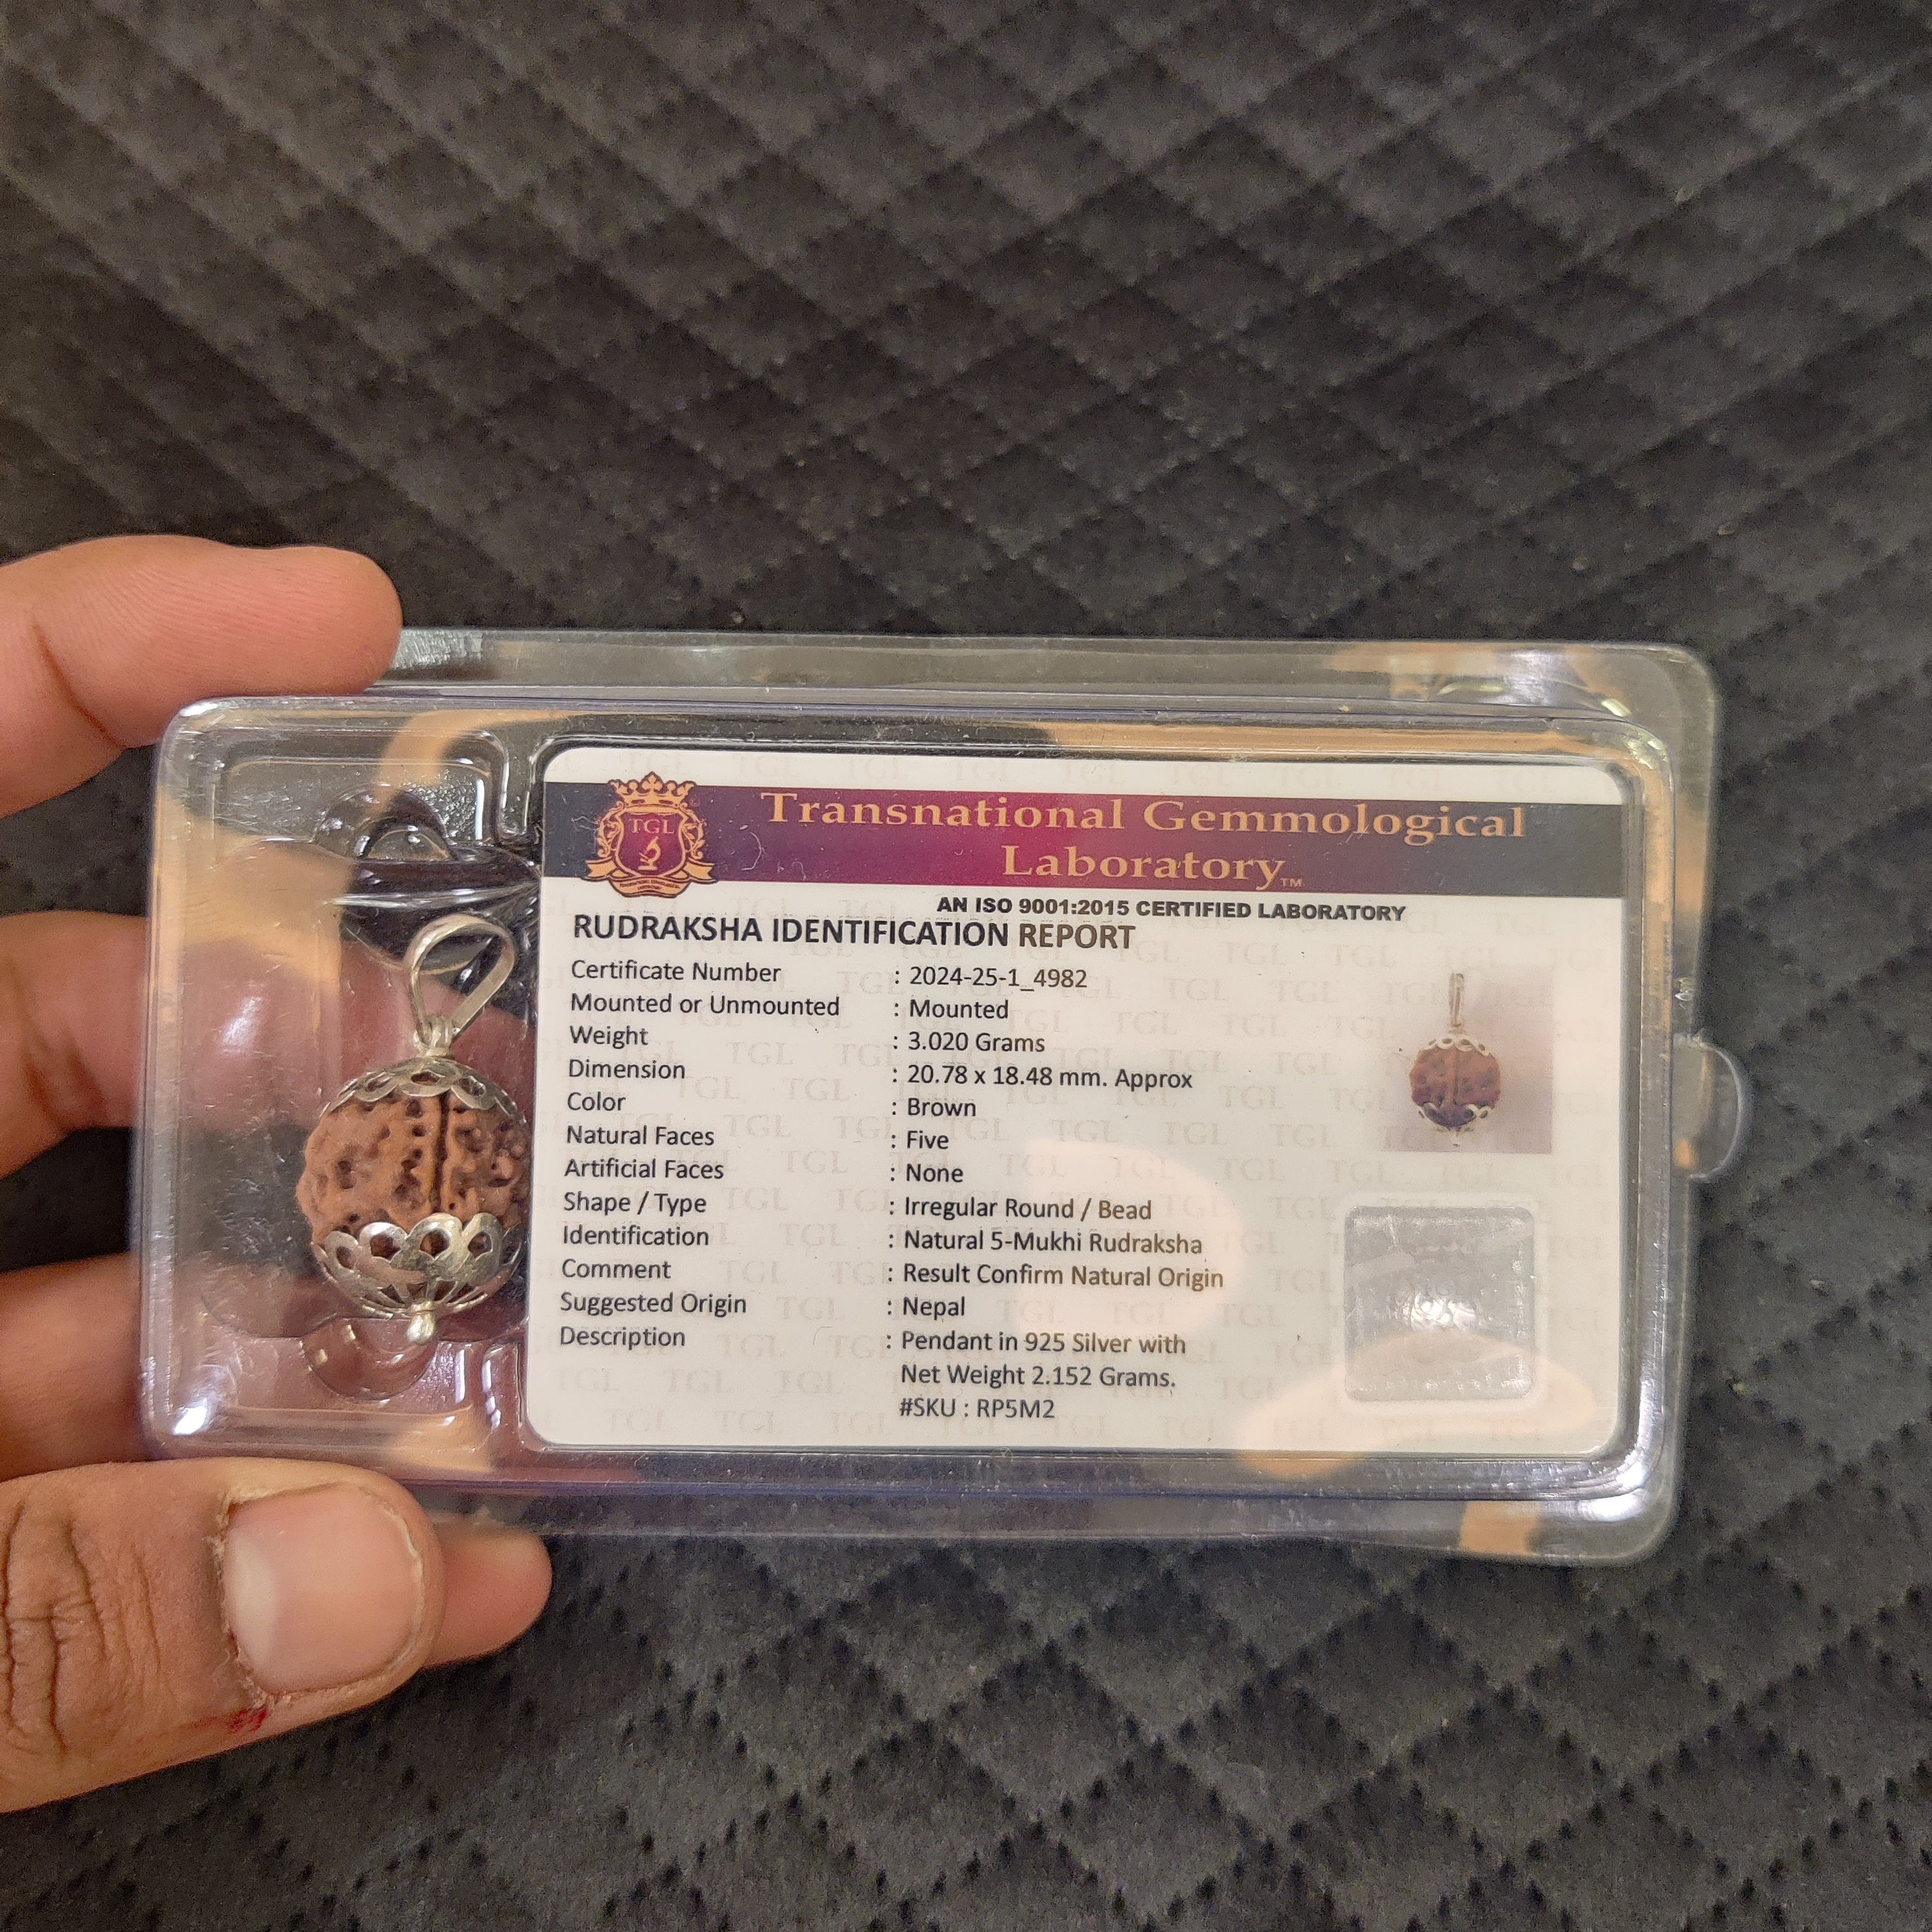 TGL
Transnational Gemmological
Laboratory™
AN ISO 9001:2015 CERTIFIED LABORATORY
RUDRAKSHA IDENTIFICATION REPORT
Certificate Number : 2024-25-1_4982
Mounted or Unmounted : Mounted
Weight : 3.020 Grams
Dimension : 20.78 x 18.48 mm. Approx
Color : Brown
Natural Faces : Five
Artificial Faces : None
Shape / Type : Irregular Round / Bead
Identification : Natural 5-Mukhi Rudraksha
Comment : Result Confirm Natural Origin
Suggested Origin : Nepal
Description : Pendant in 925 Silver with
Net Weight 2.152 Grams.
#SKU : RP5M2